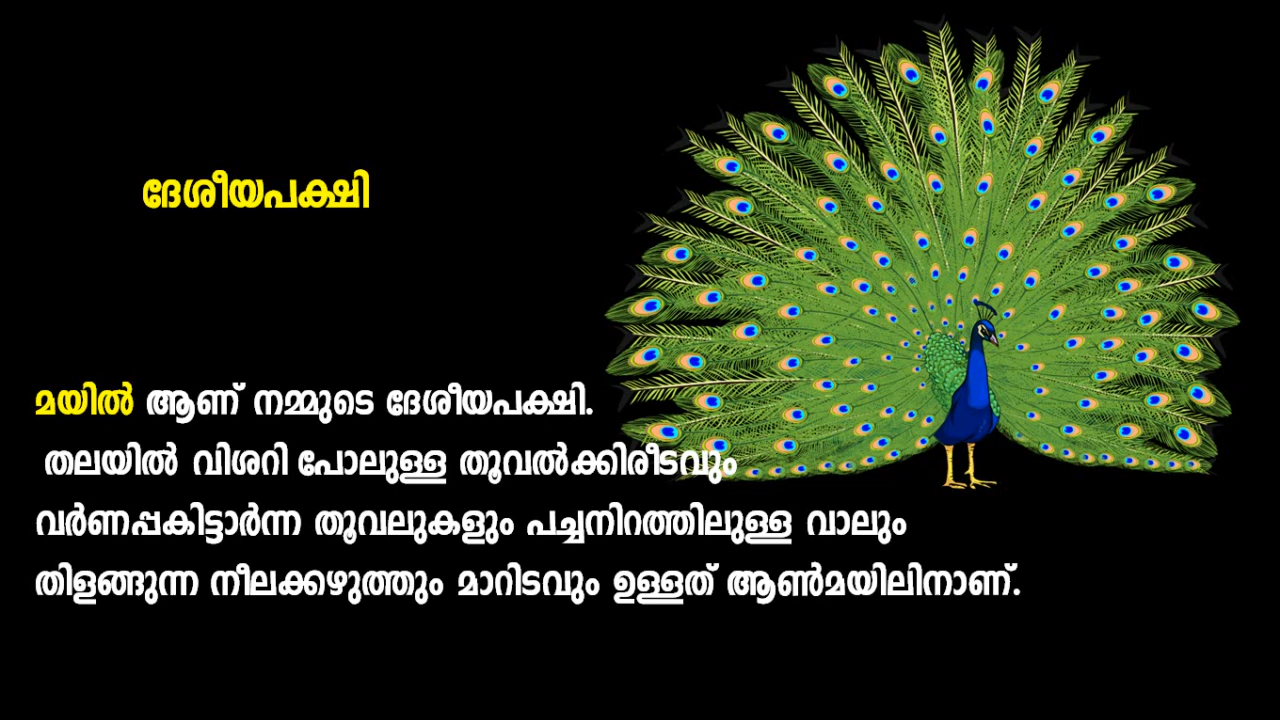 ദേശീയപക്ഷി
മയിൽ ആണ് നമ്മുടെ ദേശീയപക്ഷി.
തലയിൽ വിശറി പോലുള്ള തൂവൽക്കിരീടവും
വർണപ്പകിട്ടാർന്ന തൂവലുകളും പച്ചനിറത്തിലുള്ള വാലും
തിളങ്ങുന്ന നീലക്കഴുത്തും മാറിടവും ഉള്ളത് ആൺമയിലിനാണ്.